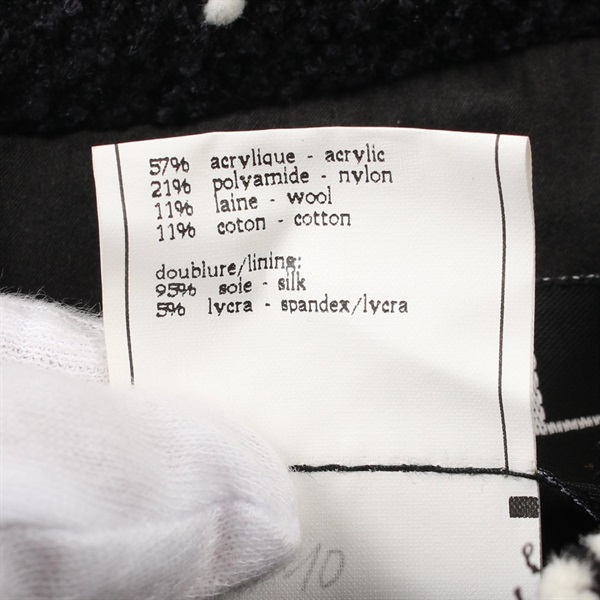 57% acrylique - acrylic
21% polyamide - nylon
11% laine - wool
11% coton - cotton
doublure/lining:
95% soie - silk
5% lycra - spandex/lycra
10